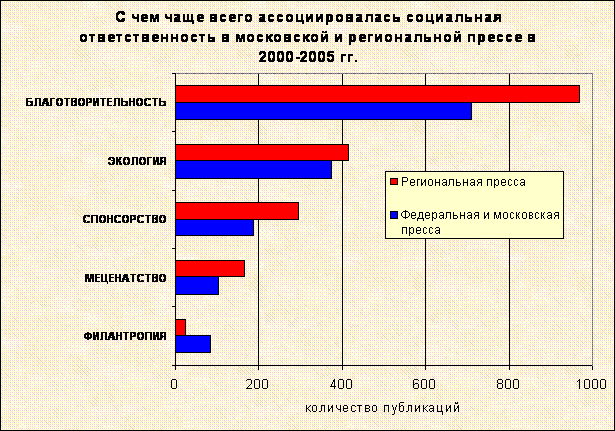 С чем чаще всего ассоциировалась социальная
ответственность в московской и региональной прессе в
2000-2005 гг.
БЛАГОТВОРИТЕЛЬНОСТЬ
ЭКОЛОГИЯ
СПОНСОРСТВО
МЕЦЕНАТСТВО
ФИЛАНТРОПИЯ
Региональная пресса
Федеральная и московская
пресса
0 200 400 600 800 1000
количество публикаций